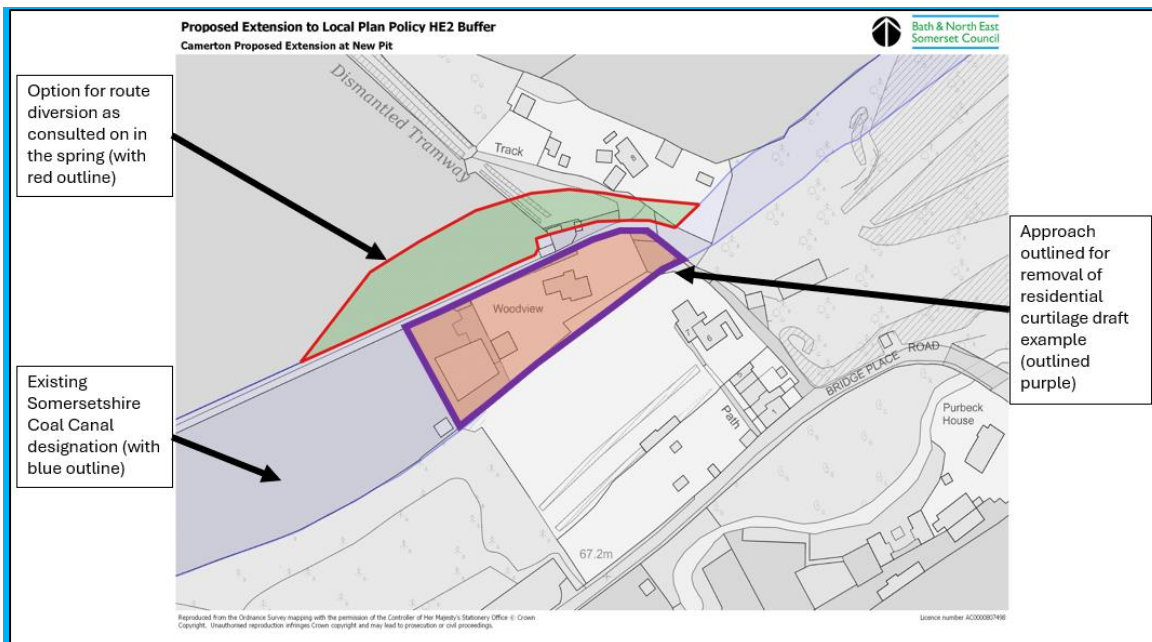 Proposed Extension to Local Plan Policy HE2 Buffer
Camerton Proposed Extension at New Pit
Bath & North East
Somerset Council
Option for route
diversion as
consulted on in
the spring (with
red outline)
Dismantled Tramway
Track
8
Woodview
Approach
outlined for
removal of
residential
curtilage draft
example
(outlined
purple)
Existing
Somersetshire
Coal Canal
designation (with
blue outline)
7
6
5
1
Path
BRIDGE PLACE ROAD
Purbeck
House
67.2m
Reproduced from the Ordnance Survey mapping with the permission of the Controller of Her Majesty's Stationery Office © Crown
Copyright. Unauthorised reproduction infringes Crown copyright and may lead to prosecution or civil proceedings.
Licence number AC0000807498